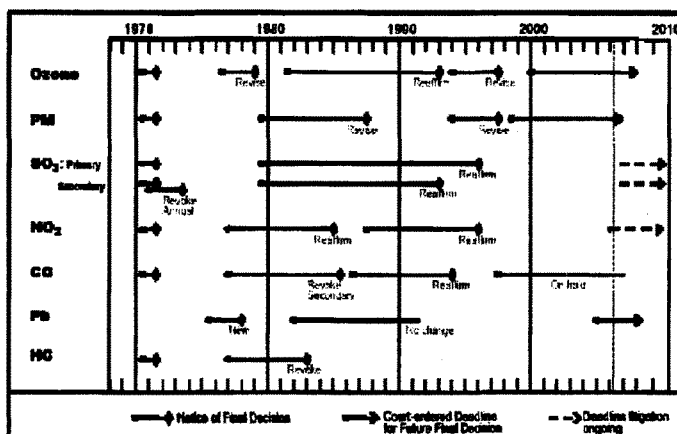 1970 1980 1990 2000 2010
Ozone
Revise Reaffirm Revise
PM
Revise Revise
SO2: Primary
Reaffirm
Secondary
Revoke Annual
Reaffirm
NO2
Reaffirm Reaffirm
CO
Revoke Secondary
Reaffirm
On hold
Pb
New No change
HC
Revoke
Notice of Final Decision
Court-ordered Deadline for Future Final Decision
Deadline litigation ongoing